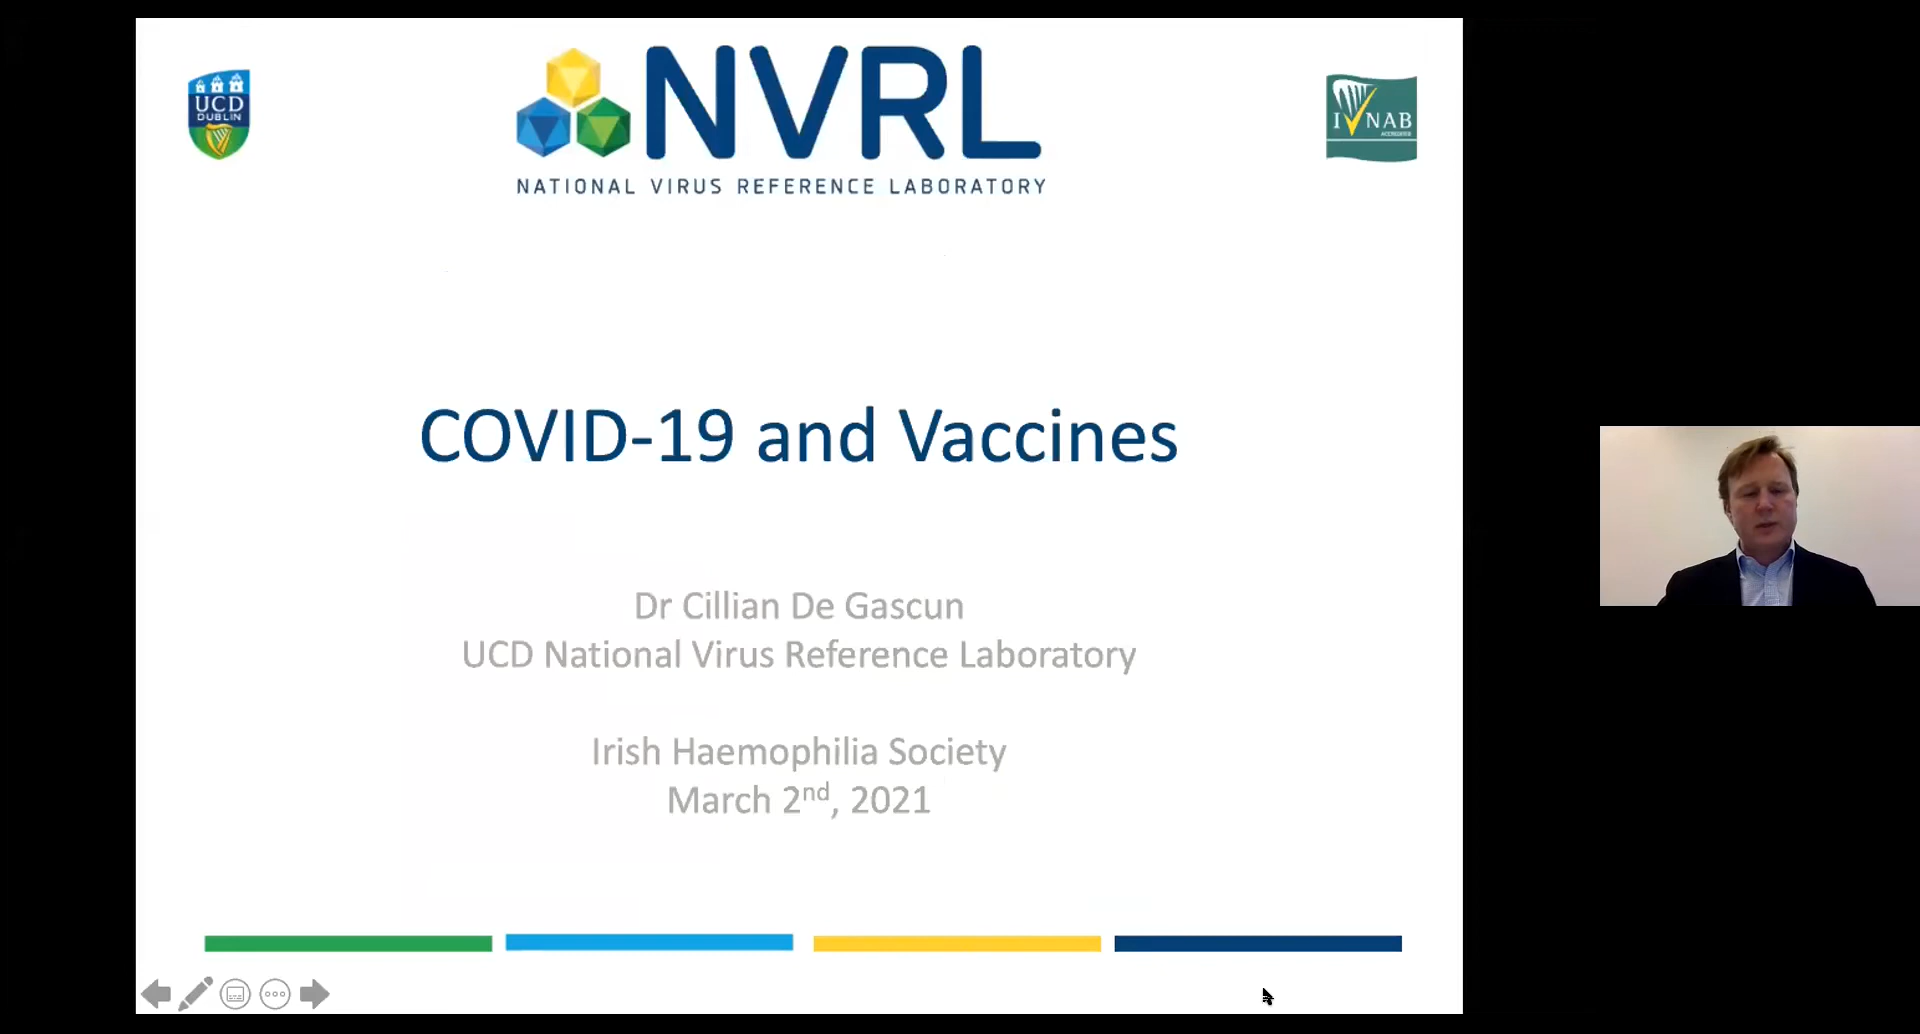 UCD
DUBLIN
NVRL
NATIONAL VIRUS REFERENCE LABORATORY
INAB
ACCREDITED
COVID-19 and Vaccines
Dr Cillian De Gascun
UCD National Virus Reference Laboratory
Irish Haemophilia Society
March 2nd, 2021